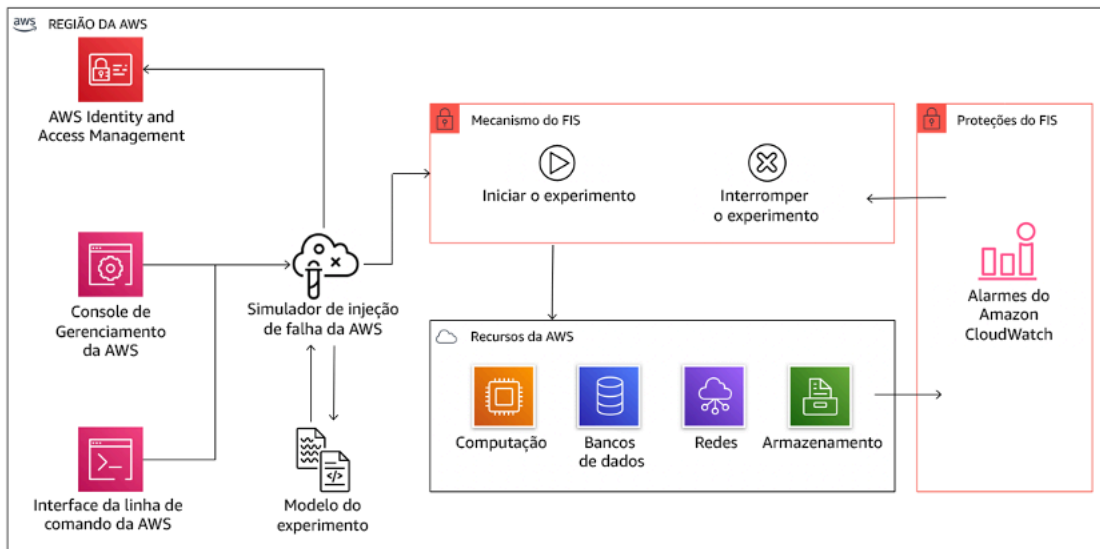 aws
REGIÃO DA AWS
AWS Identity and
Access Management
Console de
Gerenciamento
da AWS
Interface da linha de
comando da AWS
Simulador de injeção
de falha da AWS
</>
Modelo do
experimento
Mecanismo do FIS
Iniciar o experimento
Interromper
o experimento
Recursos da AWS
Computação
Bancos
de dados
Redes
Armazenamento
Proteções do FIS
Alarmes do
Amazon
CloudWatch